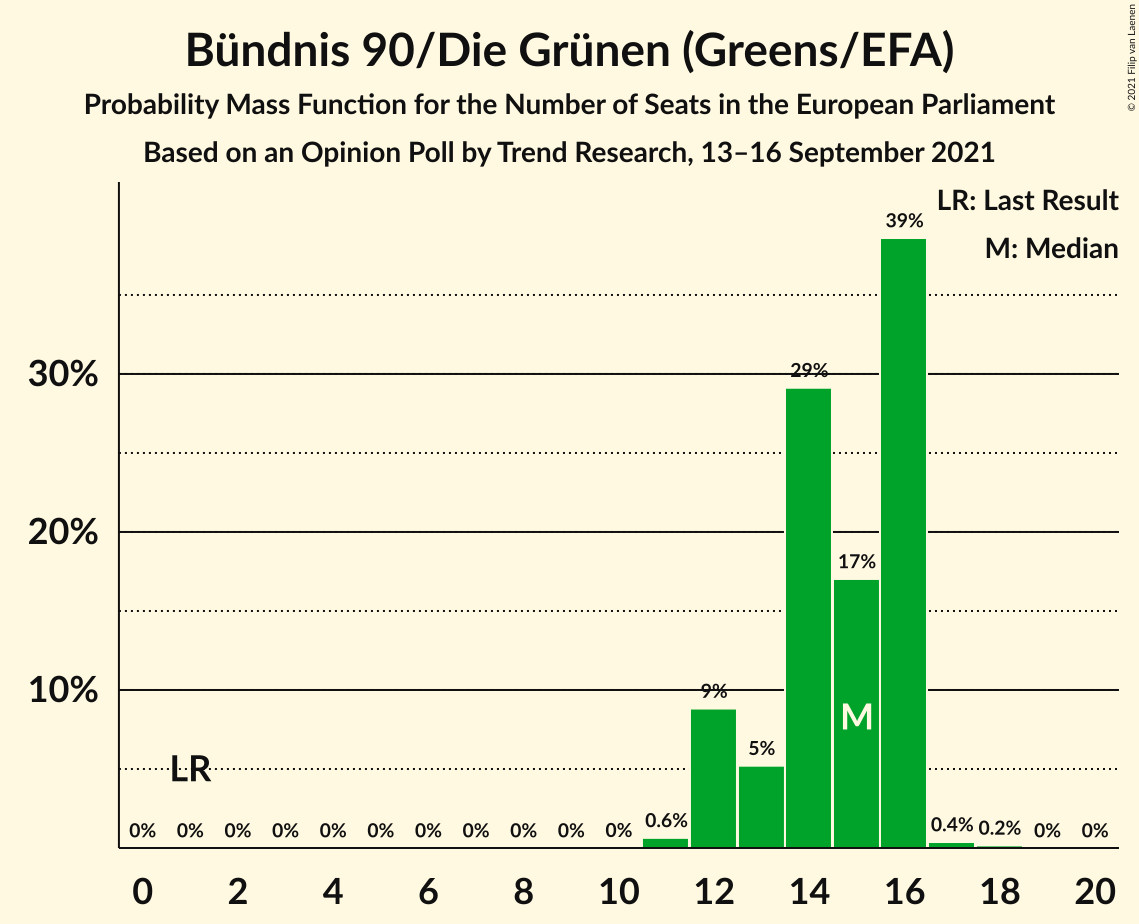 Bündnis 90/Die Grünen (Greens/EFA)
Probability Mass Function for the Number of Seats in the European Parliament
Based on an Opinion Poll by Trend Research, 13–16 September 2021
© 2021 Filip van Laenen
LR: Last Result
M: Median
39%
30%
29%
20%
17%
10%
9%
M
5%
LR
0% 0% 0% 0% 0% 0% 0% 0% 0% 0% 0% 0.6% 0.4% 0.2% 0% 0%
0 2 4 6 8 10 12 14 16 18 20